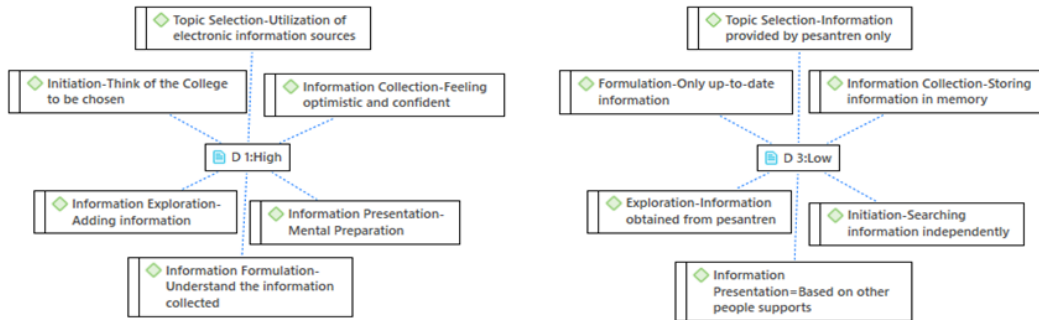 Topic Selection-Utilization of
electronic information sources
Initiation-Think of the College
to be chosen
Information Collection-Feeling
optimistic and confident
D 1:High
Information Exploration-
Adding information
Information Presentation-
Mental Preparation
Information Formulation-
Understand the information
collected
Topic Selection-Information
provided by pesantren only
Formulation-Only up-to-date
information
Information Collection-Storing
information in memory
D 3:Low
Exploration-Information
obtained from pesantren
Initiation-Searching
information independently
Information
Presentation=Based on other
people supports